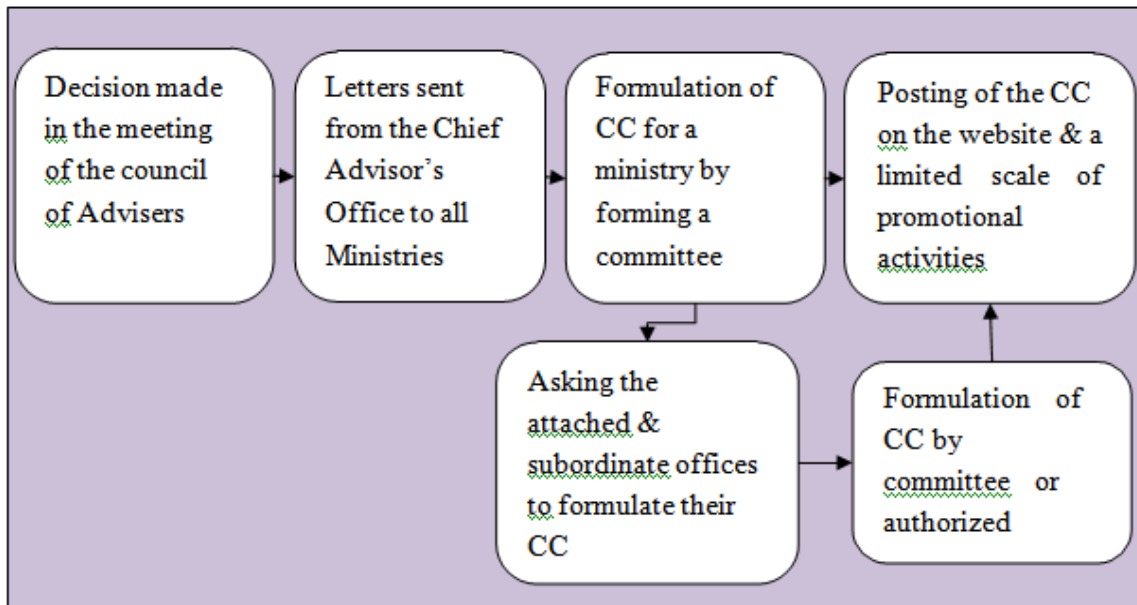 Decision made
in the meeting
of the council
of Advisers
Letters sent
from the Chief
Advisor’s
Office to all
Ministries
Formulation of
CC for a
ministry by
forming a
committee
Posting of the CC
on the website & a
limited scale of
promotional
activities
Asking the
attached &
subordinate offices
to formulate their
CC
Formulation of
CC by
committee or
authorized